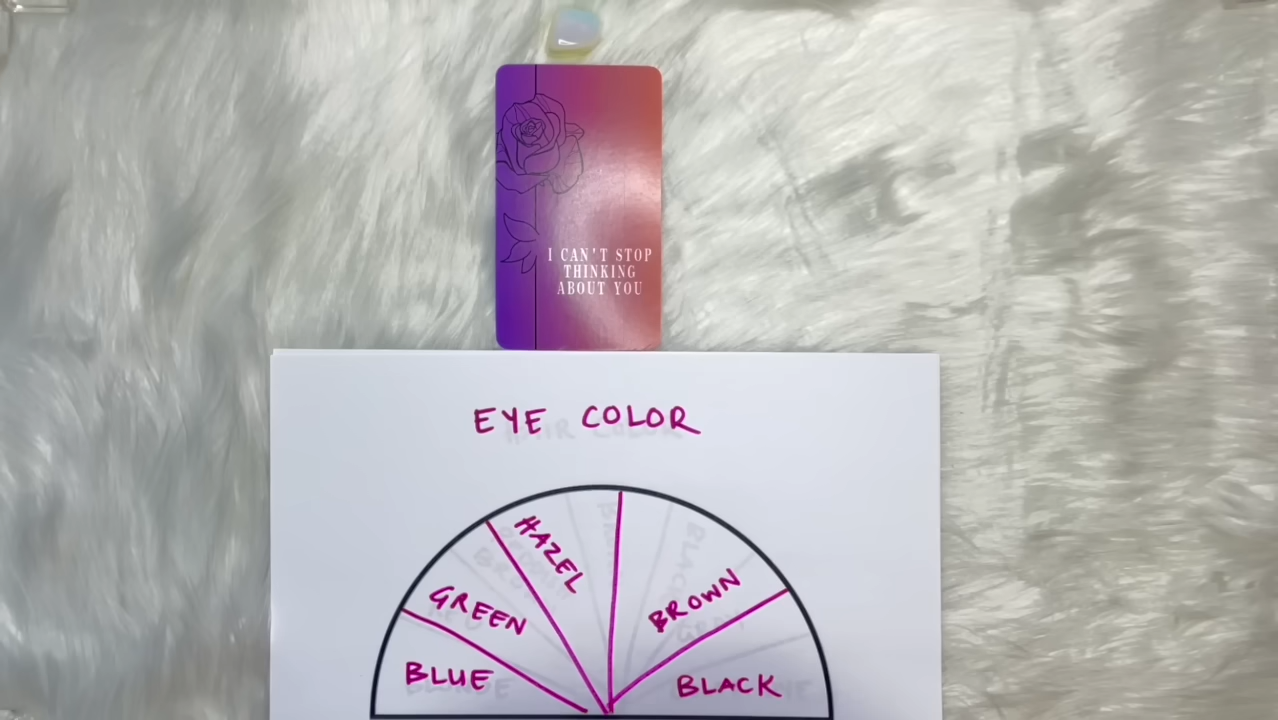 I CAN'T STOP
THINKING
ABOUT YOU
EYE COLOR
HAZEL
GREEN
BROWN
BLUE
BLACK